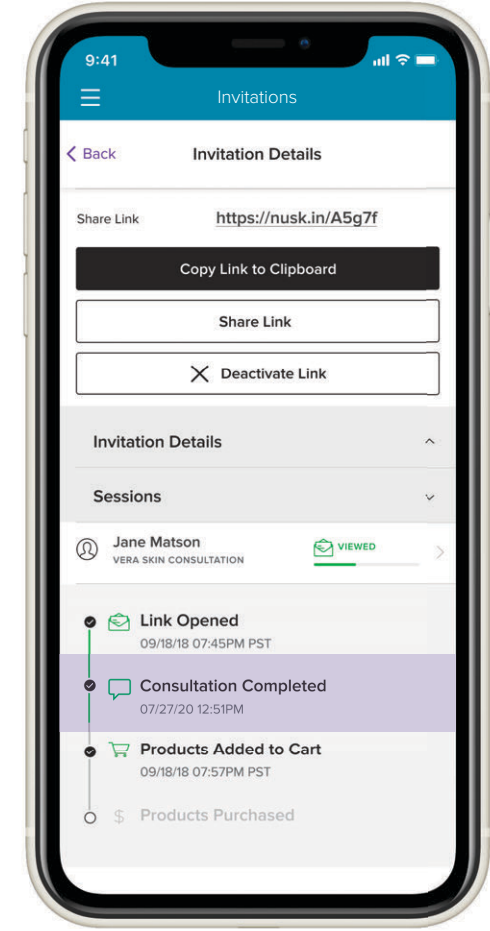 9:41
Invitations
Back
Invitation Details
Share Link
https://nusk.in/A5g7f
Copy Link to Clipboard
Share Link
Deactivate Link
Invitation Details
Sessions
Jane Matson
VERA SKIN CONSULTATION
VIEWED
Link Opened
09/18/18 07:45PM PST
Consultation Completed
07/27/20 12:51PM
Products Added to Cart
09/18/18 07:57PM PST
$ Products Purchased